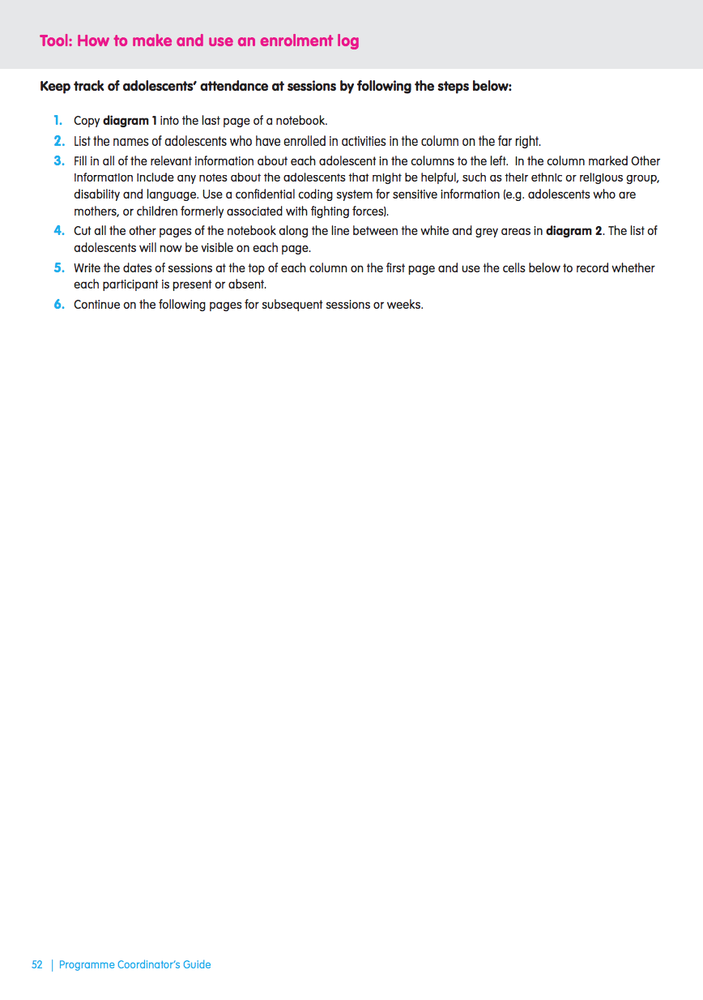 Tool: How to make and use an enrolment log
Keep track of adolescents’ attendance at sessions by following the steps below:
1. Copy diagram 1 into the last page of a notebook.
2. List the names of adolescents who have enrolled in activities in the column on the far right.
3. Fill in all of the relevant information about each adolescent in the columns to the left. In the column marked Other
Information include any notes about the adolescents that might be helpful, such as their ethnic or religious group,
disability and language. Use a confidential coding system for sensitive information (e.g. adolescents who are
mothers, or children formerly associated with fighting forces).
4. Cut all the other pages of the notebook along the line between the white and grey areas in diagram 2. The list of
adolescents will now be visible on each page.
5. Write the dates of sessions at the top of each column on the first page and use the cells below to record whether
each participant is present or absent.
6. Continue on the following pages for subsequent sessions or weeks.
52 | Programme Coordinator’s Guide